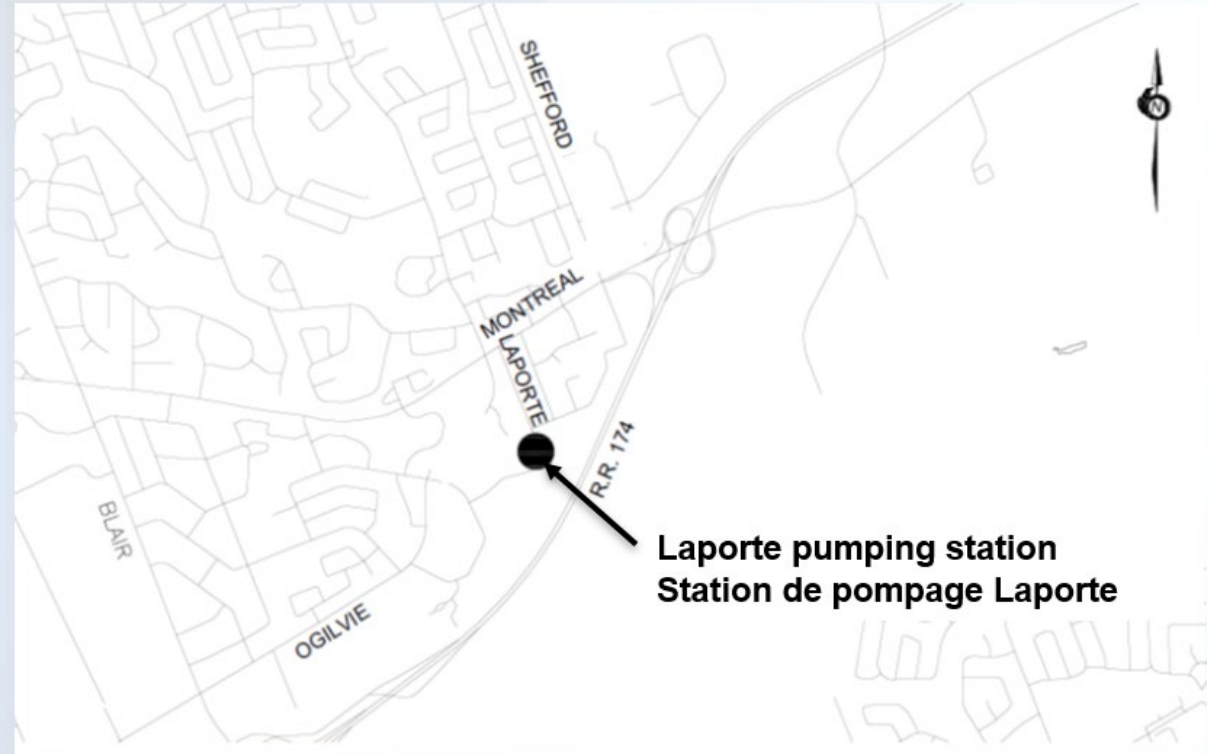 SHEFFORD
N
MONTREAL
LAPORTE
R.R. 174
BLAIR
Laporte pumping station
Station de pompage Laporte
OGILVIE